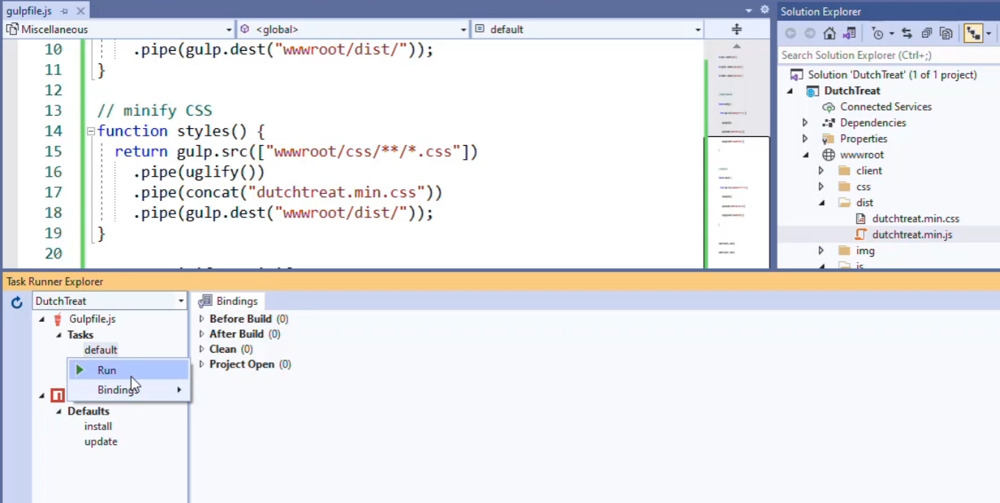 gulpfile.js
Miscellaneous
<global>
default
10 .pipe(gulp.dest("wwwroot/dist/"));
11 }
12
13 // minify CSS
14 function styles() {
15 return gulp.src(["wwwroot/css/**/*.css"])
16 .pipe(uglify())
17 .pipe(concat("dutchtreat.min.css"))
18 .pipe(gulp.dest("wwwroot/dist/"));
19 }
20
Solution Explorer
Search Solution Explorer (Ctrl+;)
Solution 'DutchTreat' (1 of 1 project)
DutchTreat
Connected Services
Dependencies
Properties
wwwroot
client
css
dist
dutchtreat.min.css
dutchtreat.min.js
img
js
Task Runner Explorer
DutchTreat
Gulpfile.js
Tasks
default
Run
Bindings
Defaults
install
update
Bindings
Before Build (0)
After Build (0)
Clean (0)
Project Open (0)